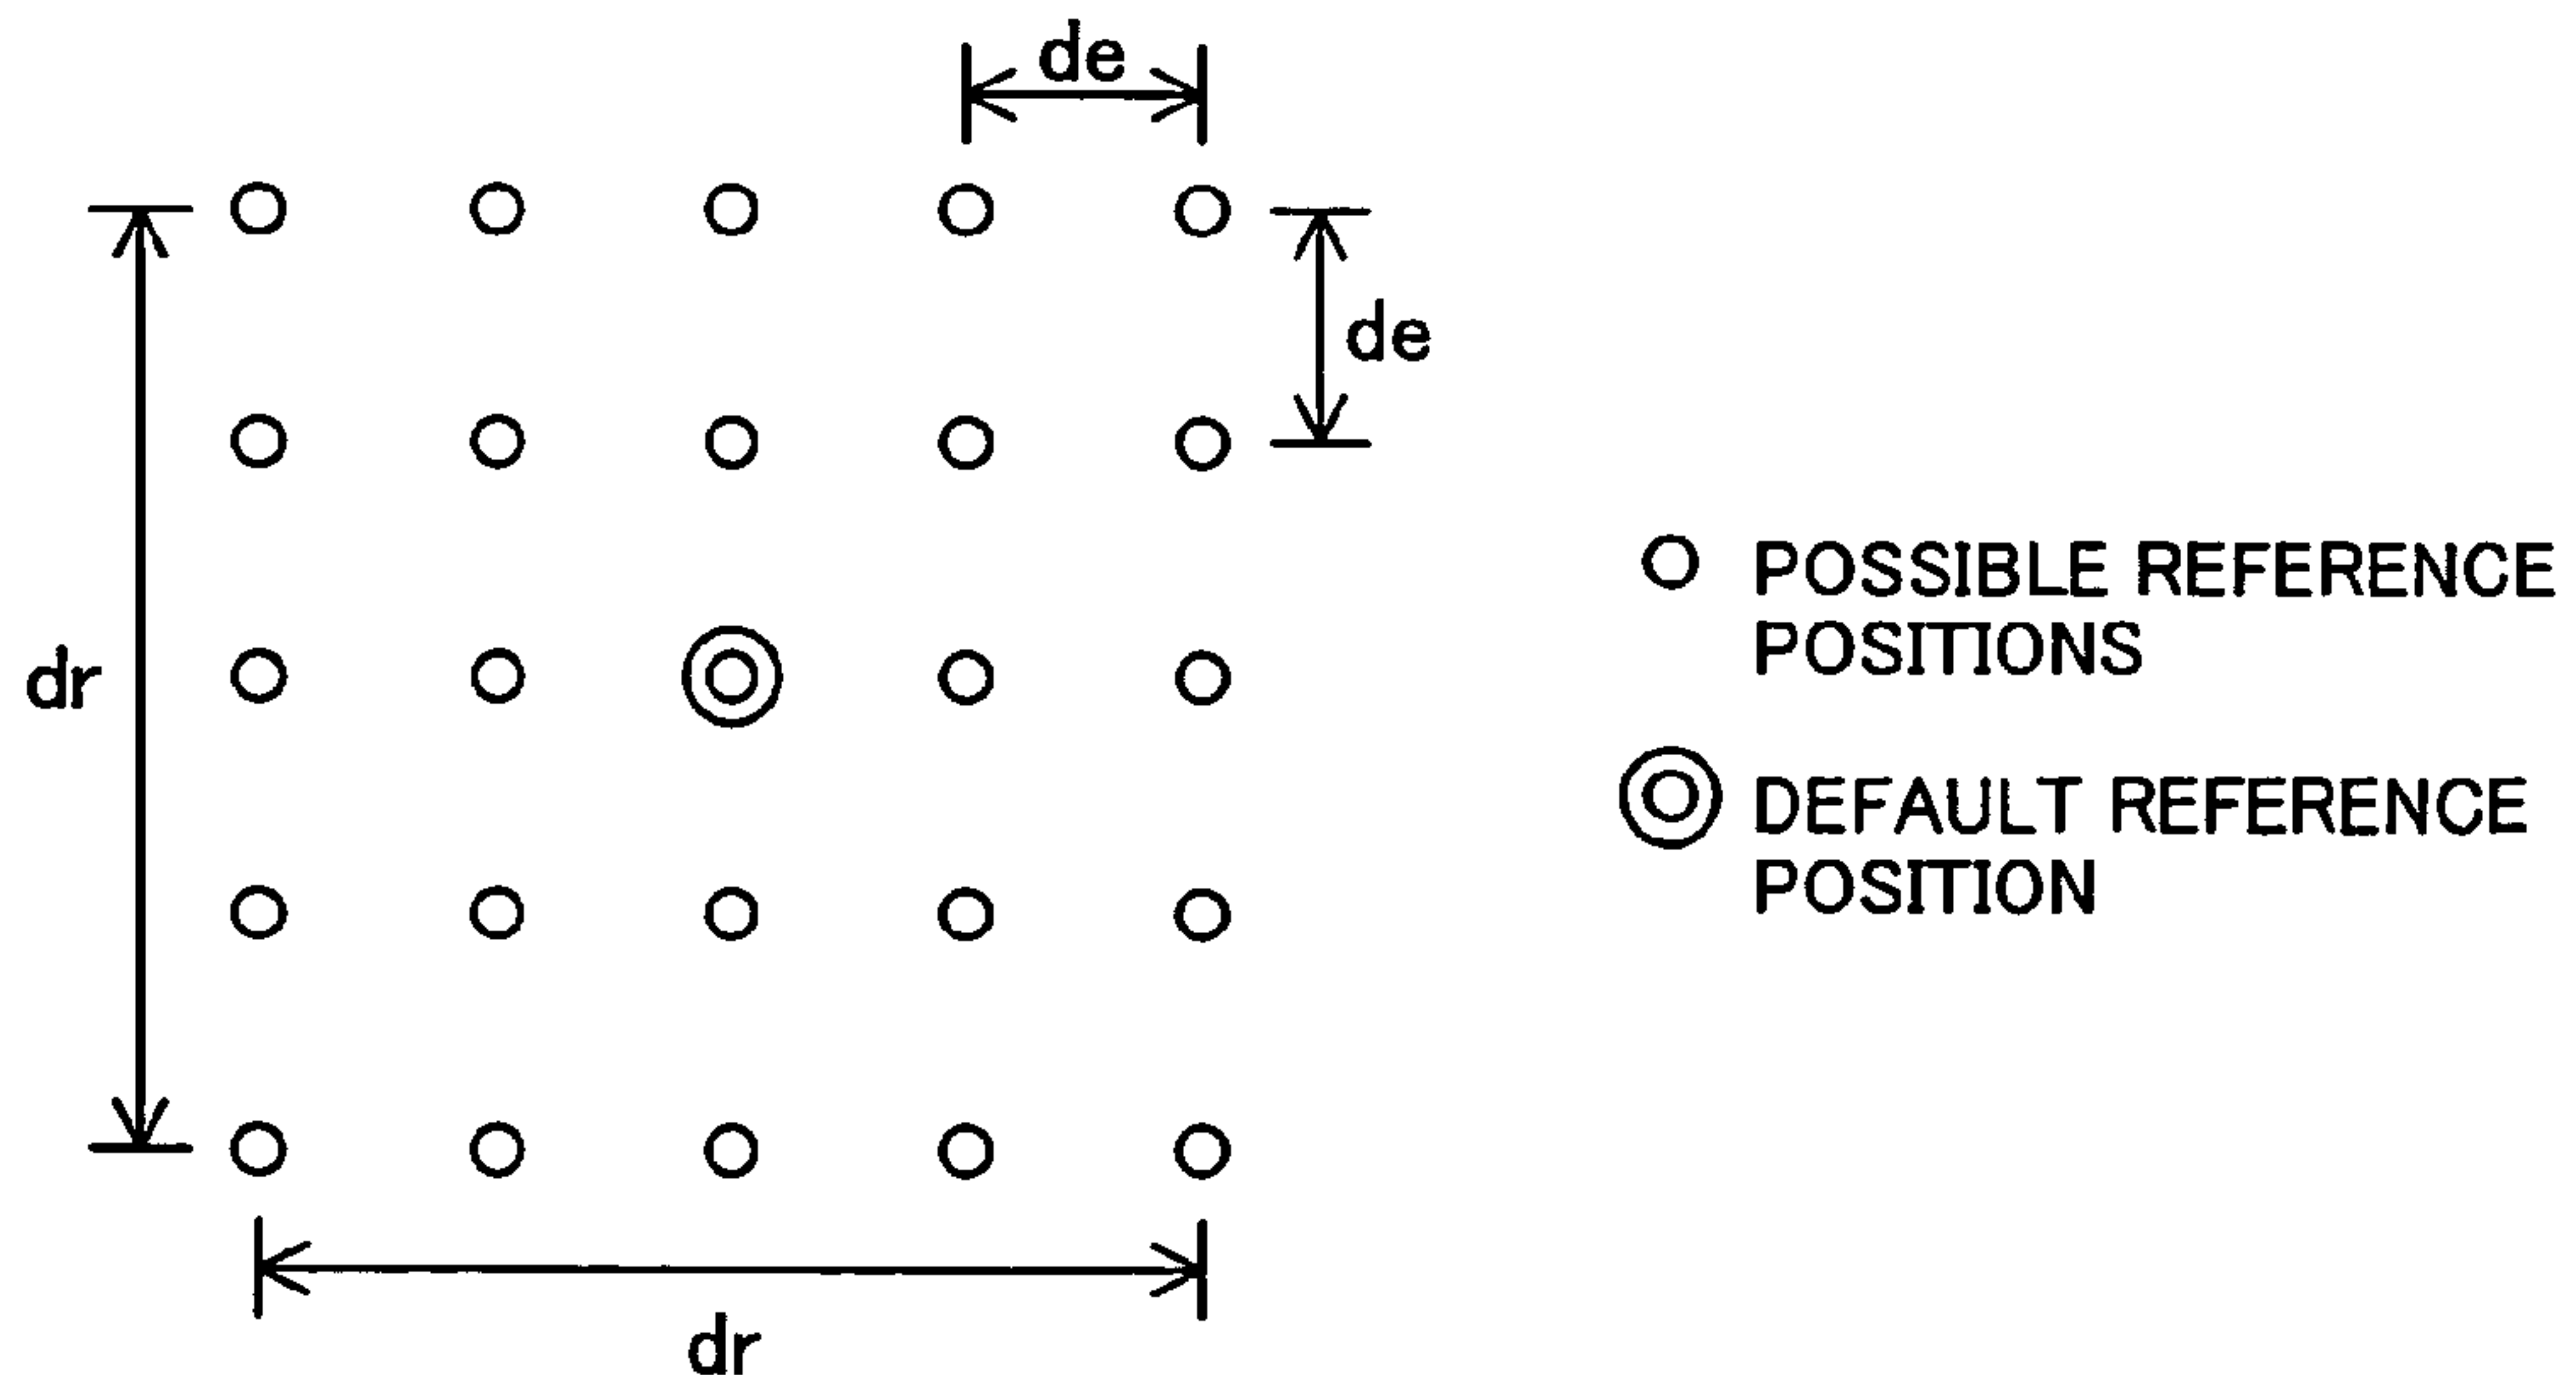 de
de
dr
POSSIBLE REFERENCE
POSITIONS
DEFAULT REFERENCE
POSITION
dr